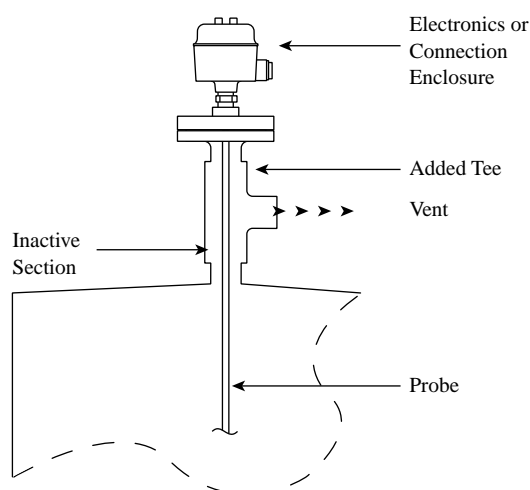 Electronics or
Connection
Enclosure
Added Tee
Vent
Inactive
Section
Probe